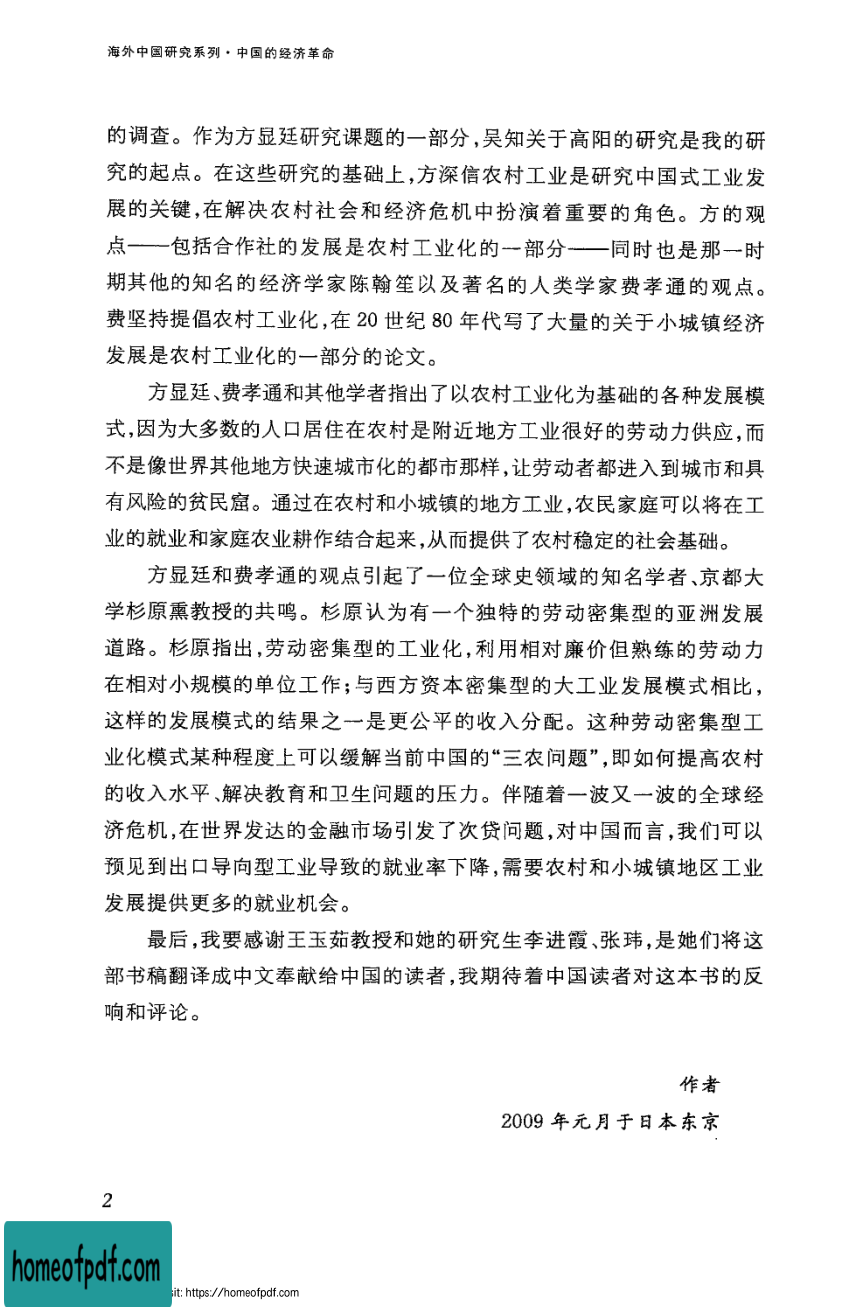 海外中国研究系列·中国的经济革命
的调查。作为方显廷研究课题的一部分,吴知关于高阳的研究是我的研
究的起点。在这些研究的基础上,方深信农村工业是研究中国式工业发
展的关键,在解决农村社会和经济危机中扮演着重要的角色。方的观
点——包括合作社的发展是农村工业化的一部分——同时也是那一时
期其他的知名的经济学家陈翰笙以及著名的人类学家费孝通的观点。
费坚持提倡农村工业化,在 20 世纪 80 年代写了大量的关于小城镇经济
发展是农村工业化的一部分的论文。
方显廷、费孝通和其他学者指出了以农村工业化为基础的各种发展模
式,因为大多数的人口居住在农村是附近地方工业很好的劳动力供应,而
不是像世界其他地方快速城市化的都市那样,让劳动者都进入到城市和具
有风险的贫民窟。通过在农村和小城镇的地方工业,农民家庭可以将在工
业的就业和家庭农业耕作结合起来,从而提供了农村稳定的社会基础。
方显廷和费孝通的观点引起了一位全球史领域的知名学者、京都大
学杉原熏教授的共鸣。杉原认为有一个独特的劳动密集型的亚洲发展
道路。杉原指出,劳动密集型的工业化,利用相对廉价但熟练的劳动力
在相对小规模的单位工作;与西方资本密集型的大工业发展模式相比,
这样的发展模式的结果之一是更公平的收入分配。这种劳动密集型工
业化模式某种程度上可以缓解当前中国的“三农问题”,即如何提高农村
的收入水平、解决教育和卫生问题的压力。伴随着一波又一波的全球经
济危机,在世界发达的金融市场引发了次贷问题,对中国而言,我们可以
预见到出口导向型工业导致的就业率下降,需要农村和小城镇地区工业
发展提供更多的就业机会。
最后,我要感谢王玉茹教授和她的研究生李进霞、张玮,是她们将这
部书稿翻译成中文奉献给中国的读者,我期待着中国读者对这本书的反
响和评论。
作者
2009 年元月于日本东京
2
homeofpdf.com
sit: https://homeofpdf.com